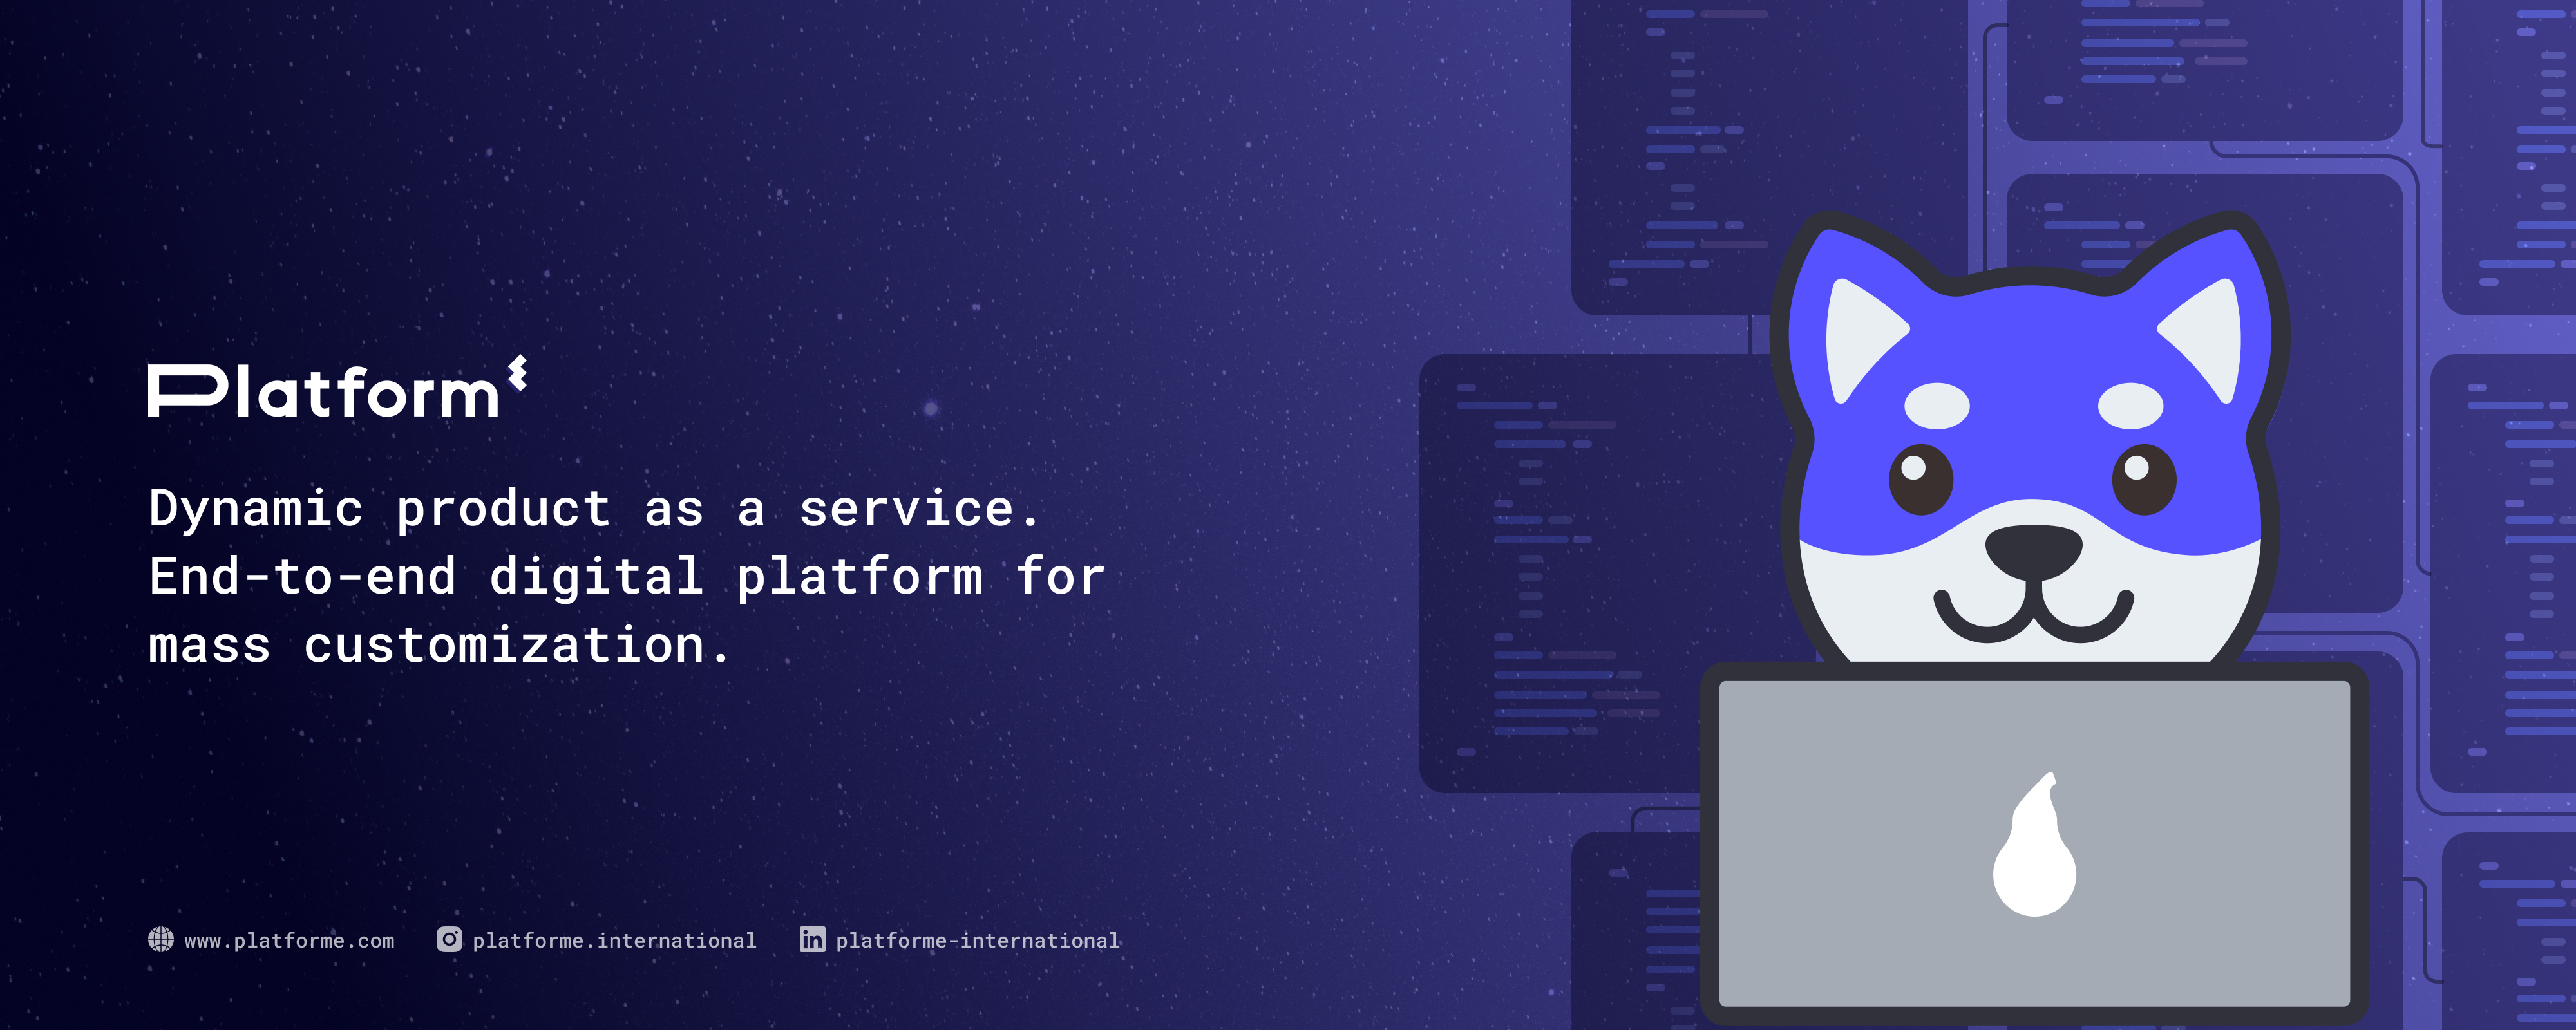 Platform
Dynamic product as a service.
End-to-end digital platform for
mass customization.
www.platforme.com
platforme.international
in platforme-international